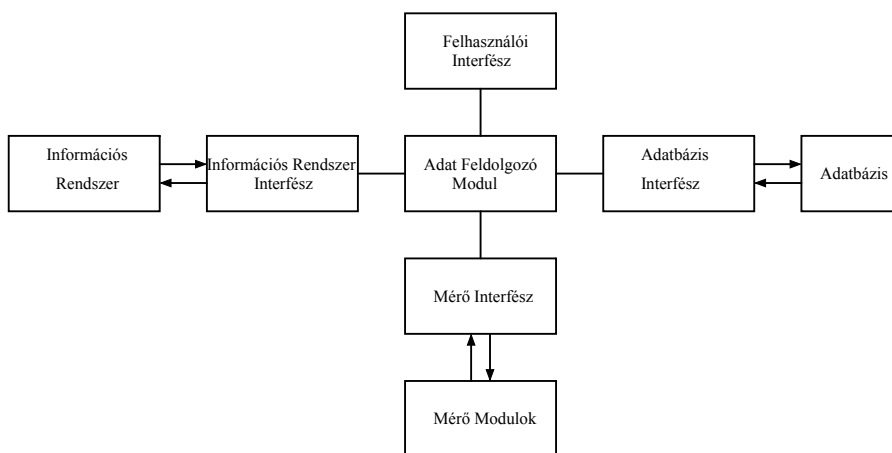 Felhasználói
Interfész
Információs
Rendszer
Információs Rendszer
Interfész
Adat Feldolgozó
Modul
Adatbázis
Interfész
Adatbázis
Mérő Interfész
Mérő Modulok